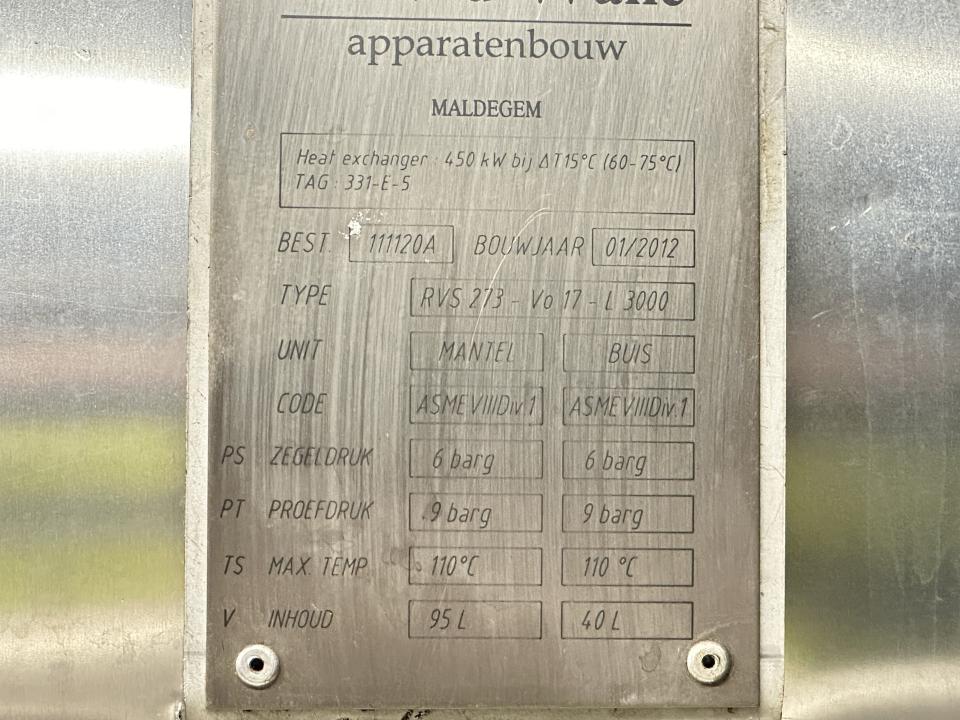 apparatenbouw
MALDEGEM
Heat exchanger : 450 kW bij ΔT15°C (60-75°C)
TAG : 331-E-5
BEST. 111120A BOUWJAAR 01/2012
TYPE RVS 273 - Vo 17 - L 3000
UNIT MANTEL BUIS
CODE ASMEVIIIDiv.1 ASMEVIIIDiv.1
PS ZEGELDRUK 6 barg 6 barg
PT PROEFDRUK 9 barg 9 barg
TS MAX. TEMP 110°C 110 °C
V INHOUD 95 L 40 L